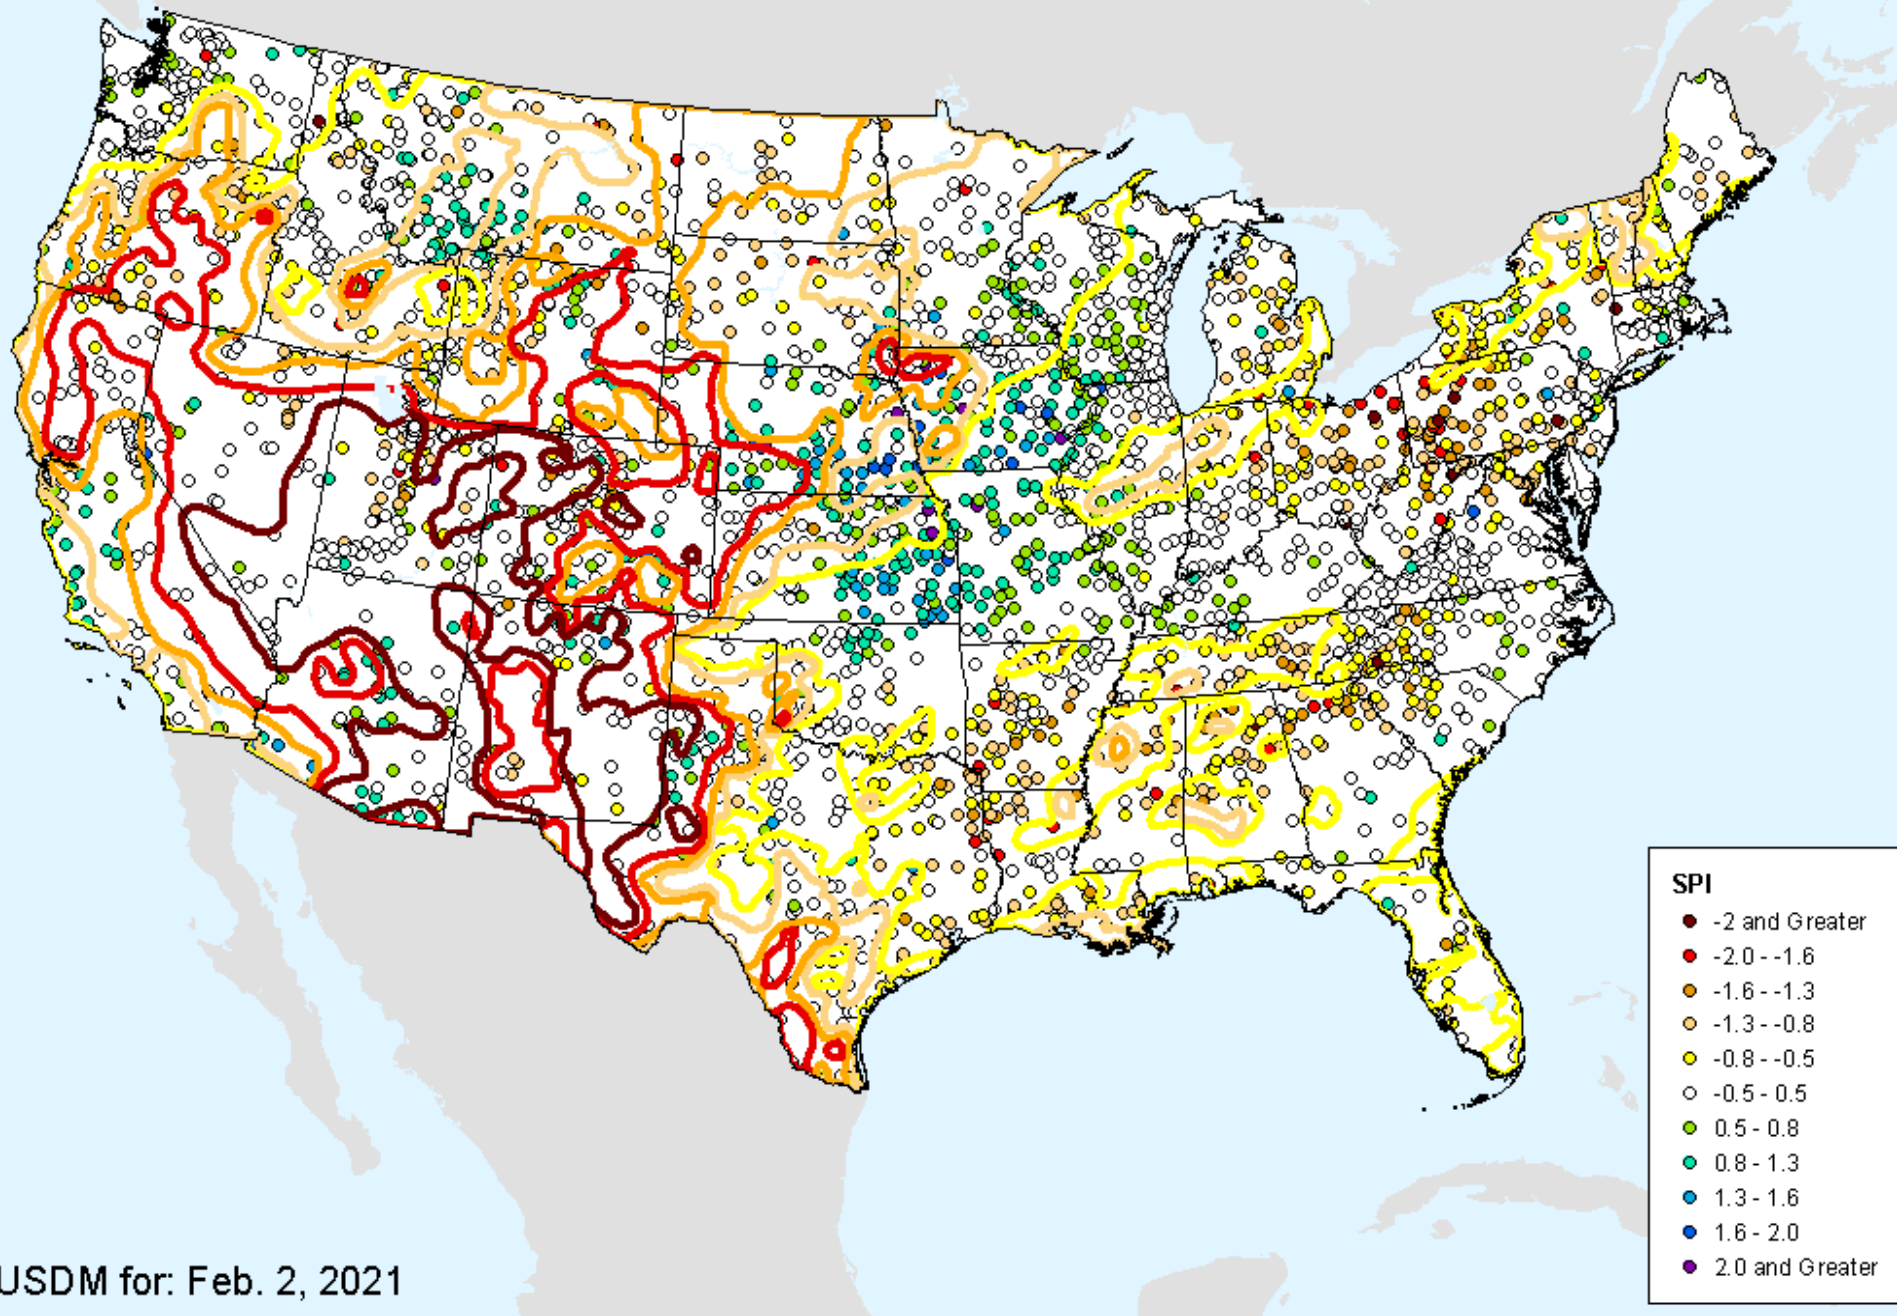 SPI
-2 and Greater
-2.0 - -1.6
-1.6 - -1.3
-1.3 - -0.8
-0.8 - -0.5
-0.5 - 0.5
0.5 - 0.8
0.8 - 1.3
1.3 - 1.6
1.6 - 2.0
2.0 and Greater
USDM for: Feb. 2, 2021